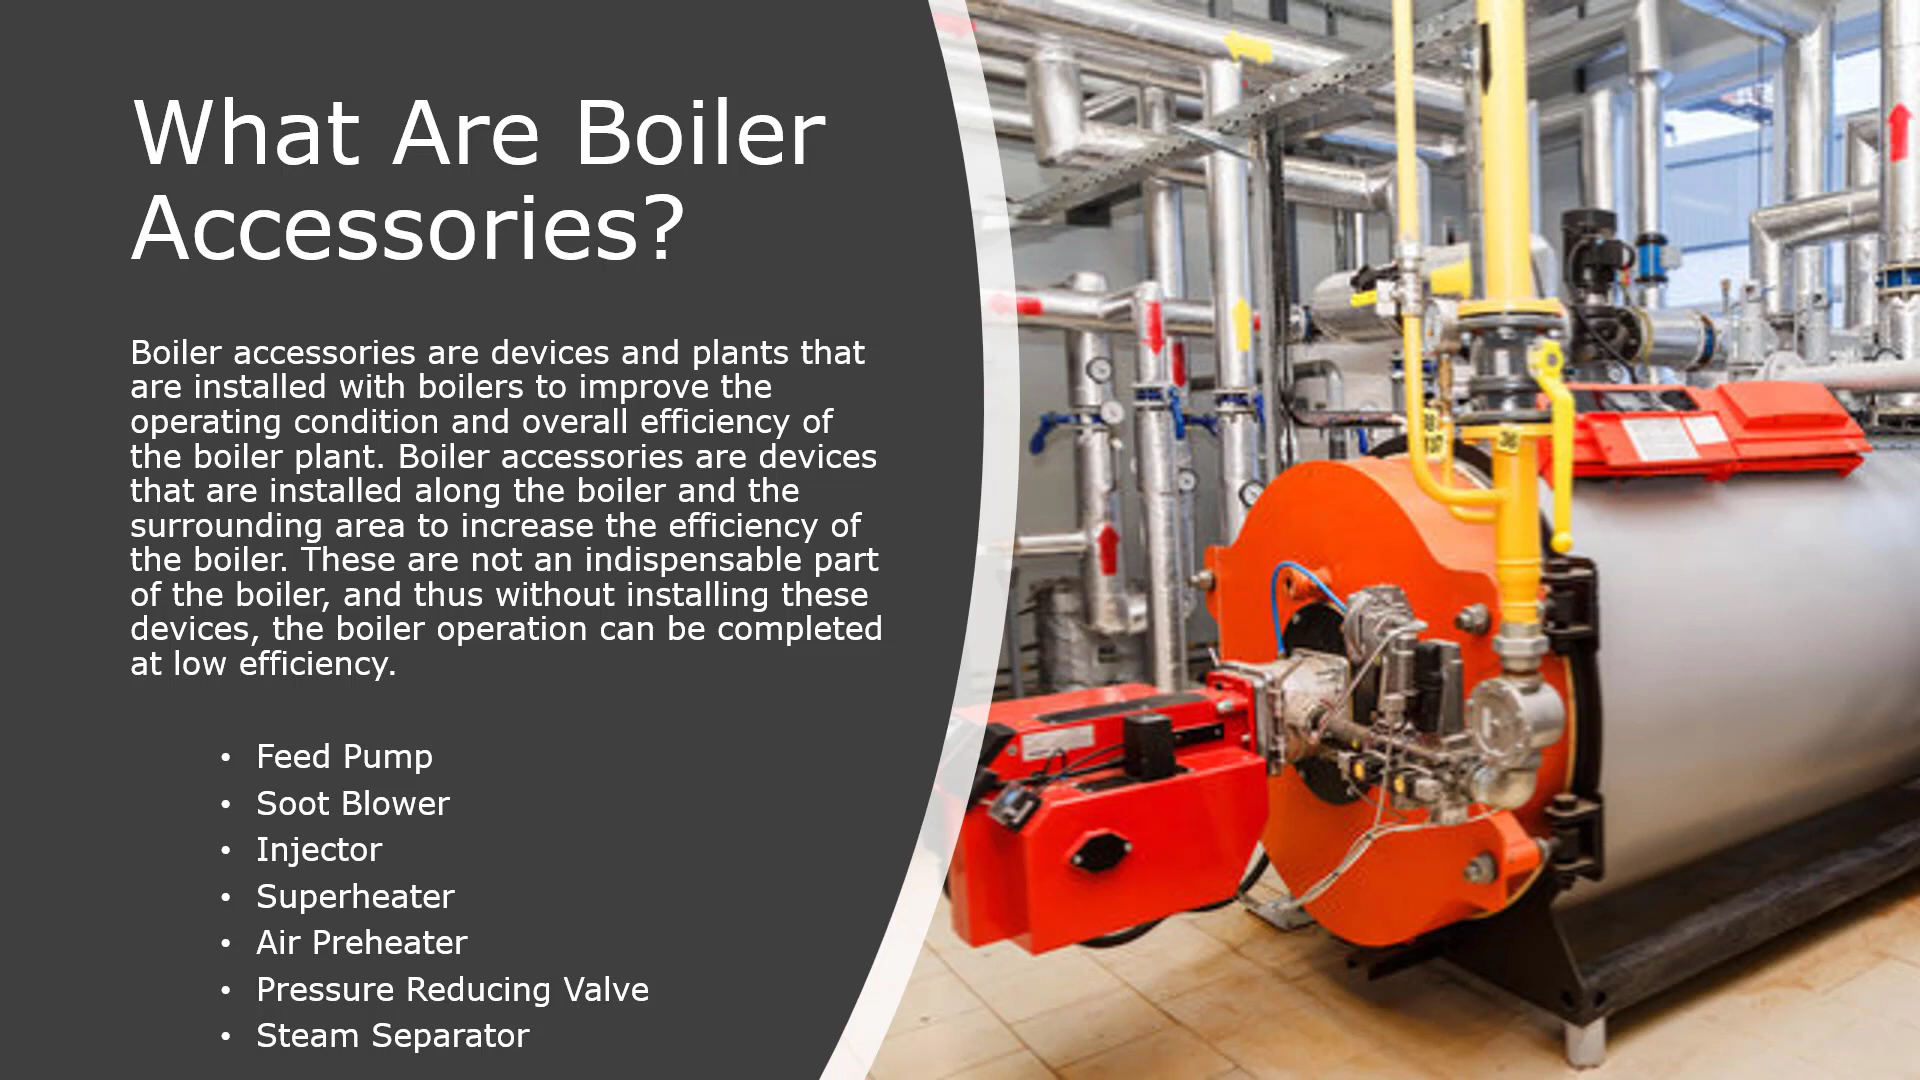 What Are Boiler
Accessories?
Boiler accessories are devices and plants that
are installed with boilers to improve the
operating condition and overall efficiency of
the boiler plant. Boiler accessories are devices
that are installed along the boiler and the
surrounding area to increase the efficiency of
the boiler. These are not an indispensable part
of the boiler, and thus without installing these
devices, the boiler operation can be completed
at low efficiency.
• Feed Pump
• Soot Blower
• Injector
• Superheater
• Air Preheater
• Pressure Reducing Valve
• Steam Separator